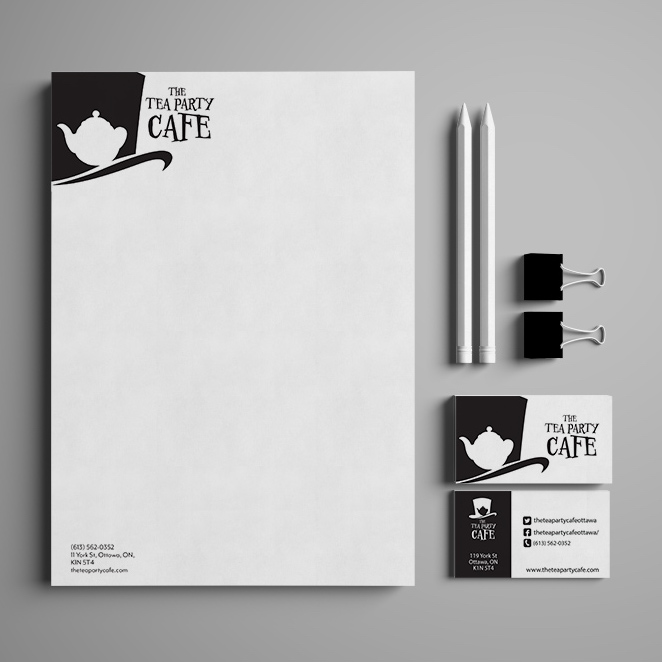 THE
TEA PARTY
CAFE
(613) 562-0352
11 York St, Ottawa, ON,
K1N 5T4
theteapartycafe.com
THE
TEA PARTY
CAFE
THE
TEA PARTY
CAFE
119 York St
Ottawa, ON
K1N 5T4
theteapartycafeottawa
theteapartycafeottawa/
(613) 562-0352
www.theteapartycafe.com